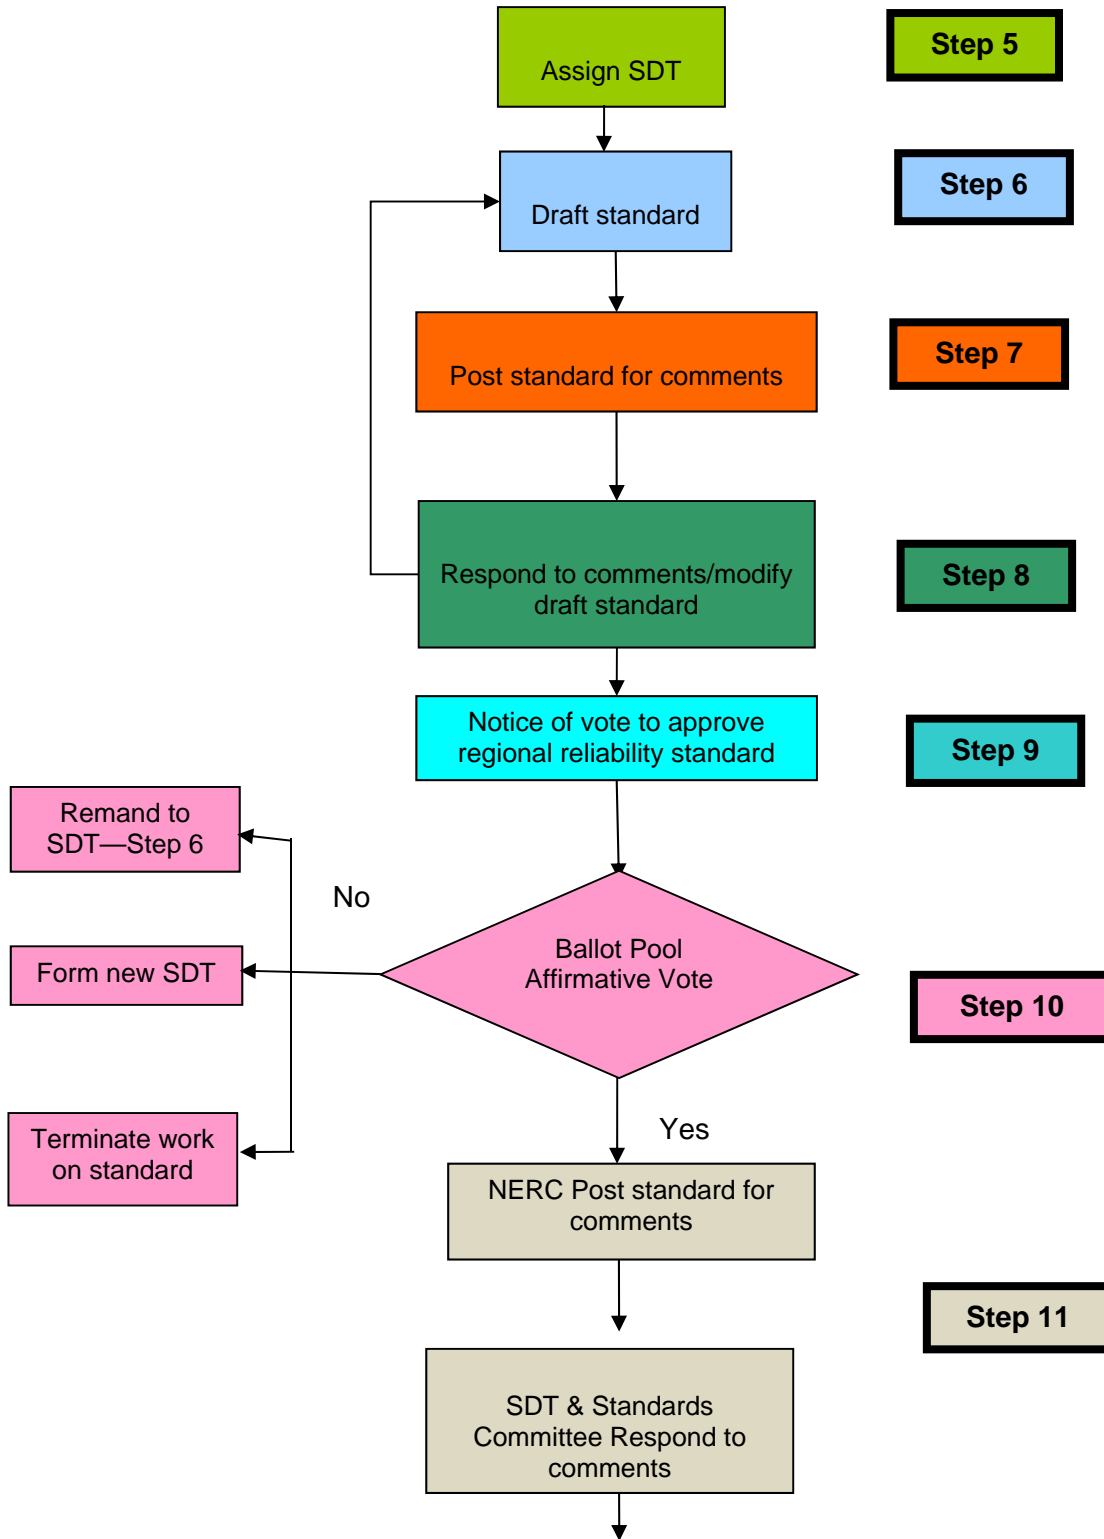 Assign SDT
Step 5
Draft standard
Step 6
Post standard for comments
Step 7
Respond to comments/modify
draft standard
Step 8
Notice of vote to approve
regional reliability standard
Step 9
Remand to
SDT—Step 6
No
Form new SDT
Ballot Pool
Affirmative Vote
Step 10
Terminate work
on standard
Yes
NERC Post standard for
comments
Step 11
SDT & Standards
Committee Respond to
comments